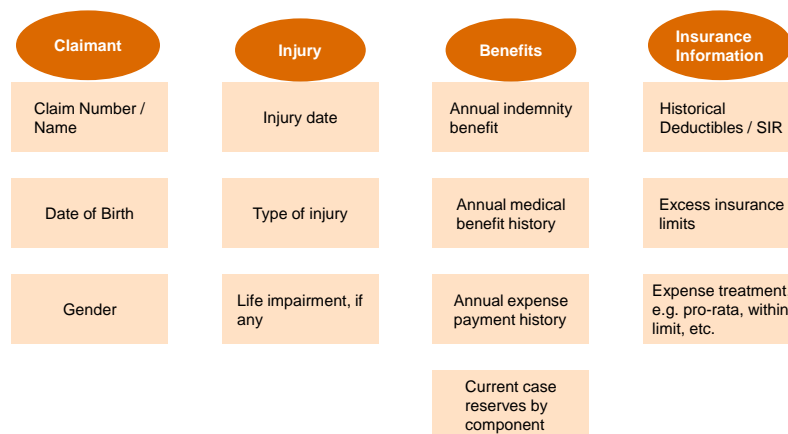 Claimant
Claim Number /
Name
Date of Birth
Gender
Injury
Injury date
Type of injury
Life impairment, if
any
Benefits
Annual indemnity
benefit
Annual medical
benefit history
Annual expense
payment history
Current case
reserves by
component
Insurance
Information
Historical
Deductibles / SIR
Excess insurance
limits
Expense treatment
e.g. pro-rata, within
limit, etc.